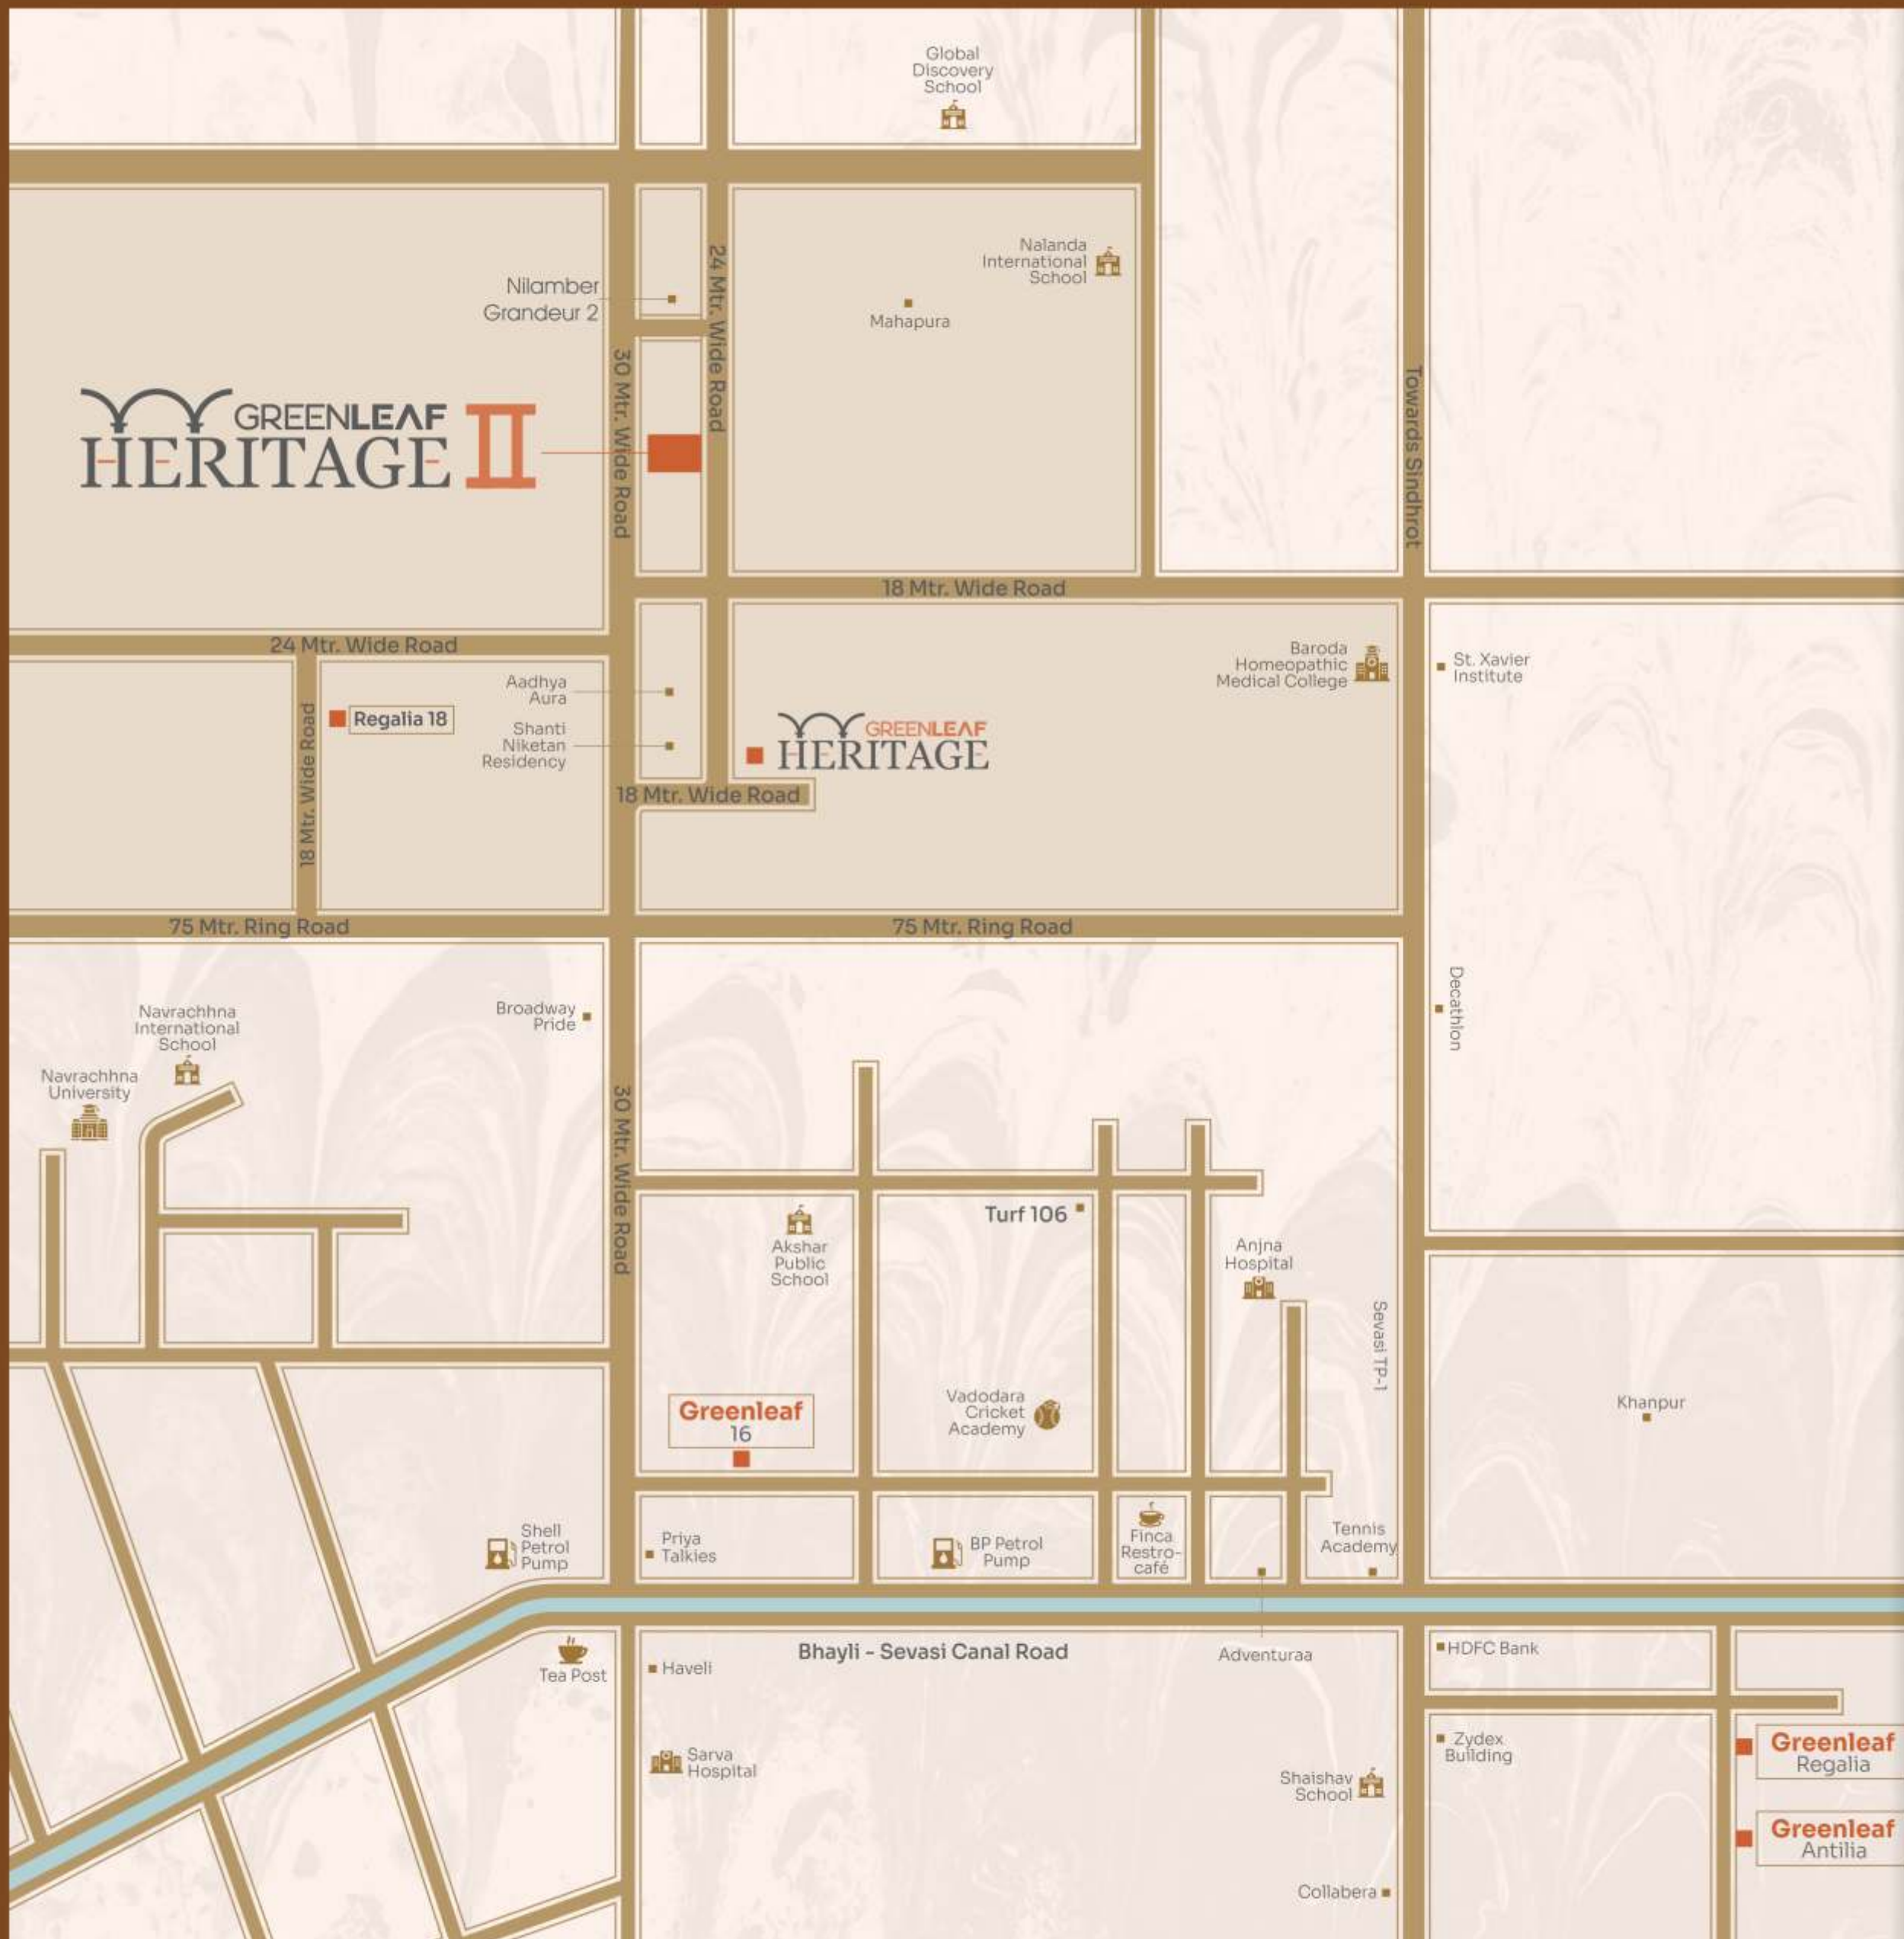 Global
Discovery
School
Nalanda
International
School
Mahapura
Nilamber
Grandeur 2
24 Mtr. Wide Road
30 Mtr. Wide Road
Towards Sindhrot
GREENLEAF
HERITAGE II
18 Mtr. Wide Road
24 Mtr. Wide Road
Baroda
Homeopathic
Medical College
St. Xavier
Institute
Aadhya
Aura
Regalia 18
18 Mtr. Wide Road
Shanti
Niketan
Residency
GREENLEAF
HERITAGE
18 Mtr. Wide Road
75 Mtr. Ring Road
75 Mtr. Ring Road
Decathlon
Navrachhna
International
School
Broadway
Pride
Navrachhna
University
30 Mtr. Wide Road
Turf 106
Akshar
Public
School
Anjna
Hospital
Sevasi TP-1
Greenleaf
16
Vadodara
Cricket
Academy
Khanpur
Shell
Petrol
Pump
Priya
Talkies
BP Petrol
Pump
Finca
Restro-
café
Tennis
Academy
Tea Post
Haveli
Bhayli - Sevasi Canal Road
Adventuraa
HDFC Bank
Sarva
Hospital
Shaishav
School
Zydex
Building
Greenleaf
Regalia
Greenleaf
Antilia
Collabera